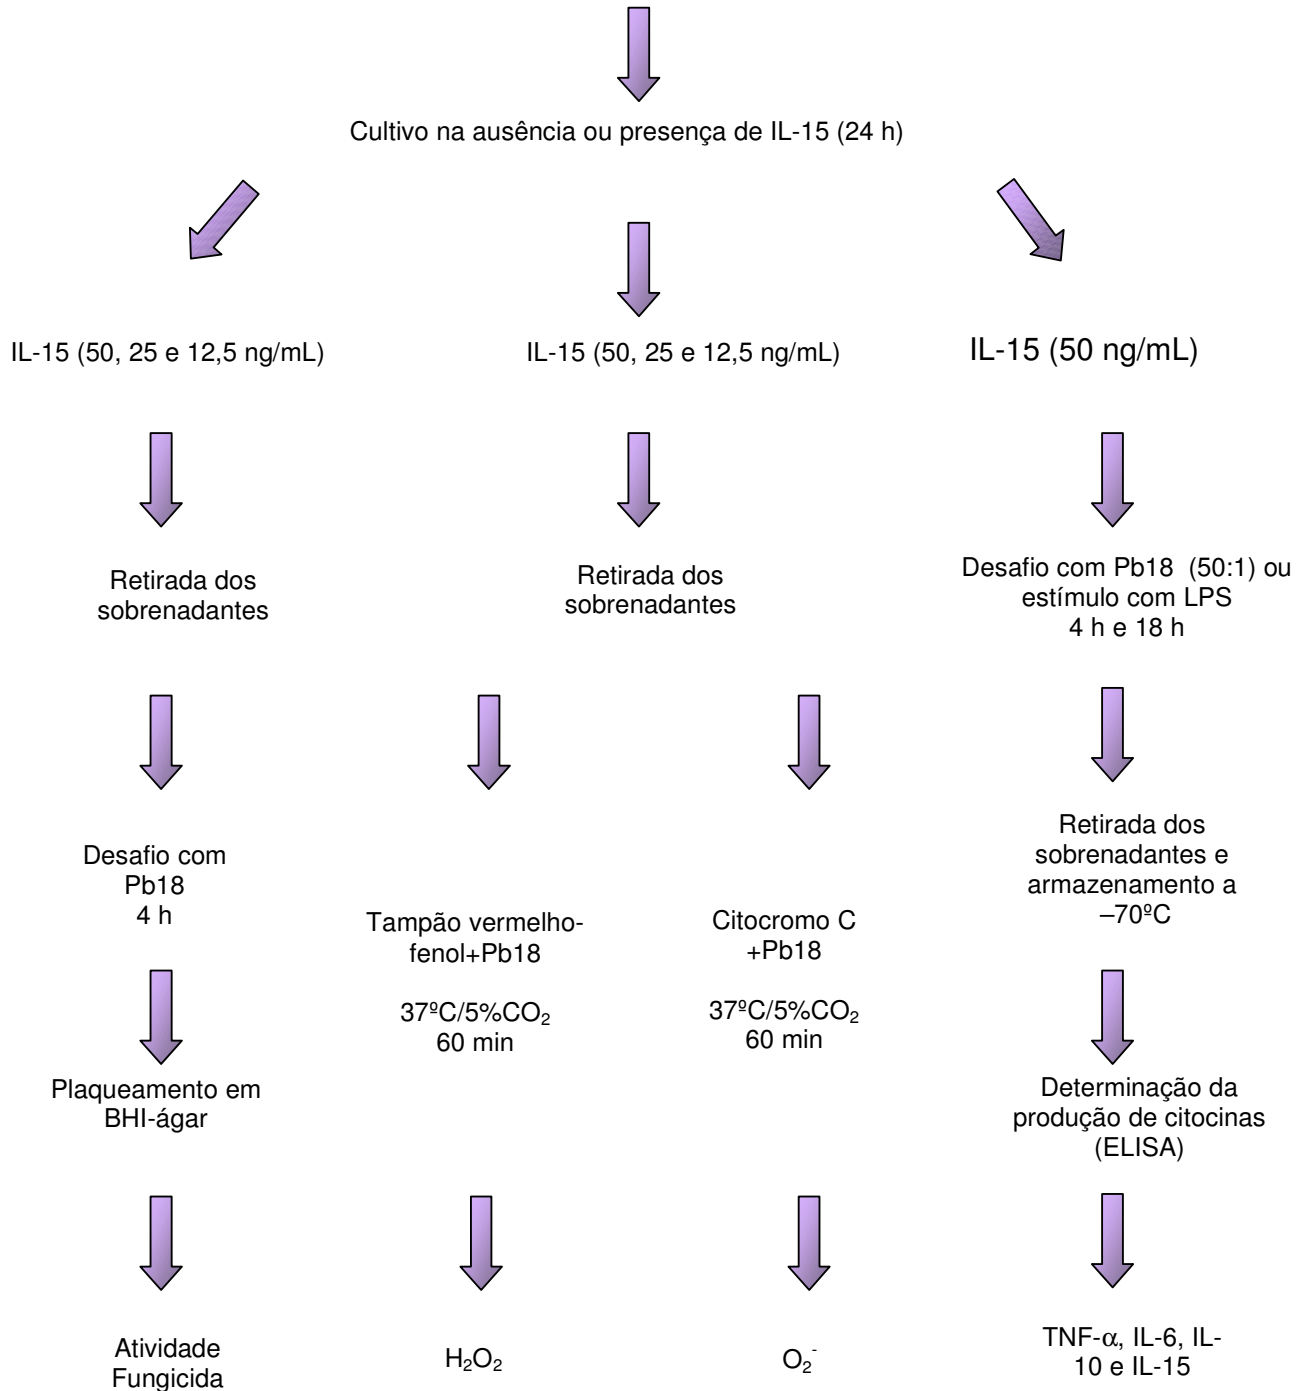 Cultivo na ausência ou presença de IL-15 (24 h)
IL-15 (50, 25 e 12,5 ng/mL)
IL-15 (50, 25 e 12,5 ng/mL)
IL-15 (50 ng/mL)
Retirada dos
sobrenadantes
Retirada dos
sobrenadantes
Desafio com Pb18 (50:1) ou
estímulo com LPS
4 h e 18 h
Desafio com
Pb18
4 h
Tampão vermelho-
fenol+Pb18
37ºC/5%CO₂
60 min
Citocromo C
+Pb18
37ºC/5%CO₂
60 min
Retirada dos
sobrenadantes e
armazenamento a
–70ºC
Plaqueamento em
BHI-ágar
Determinação da
produção de citocinas
(ELISA)
Atividade
Fungicida
H₂O₂
O₂⁻
TNF-α, IL-6, IL-
10 e IL-15